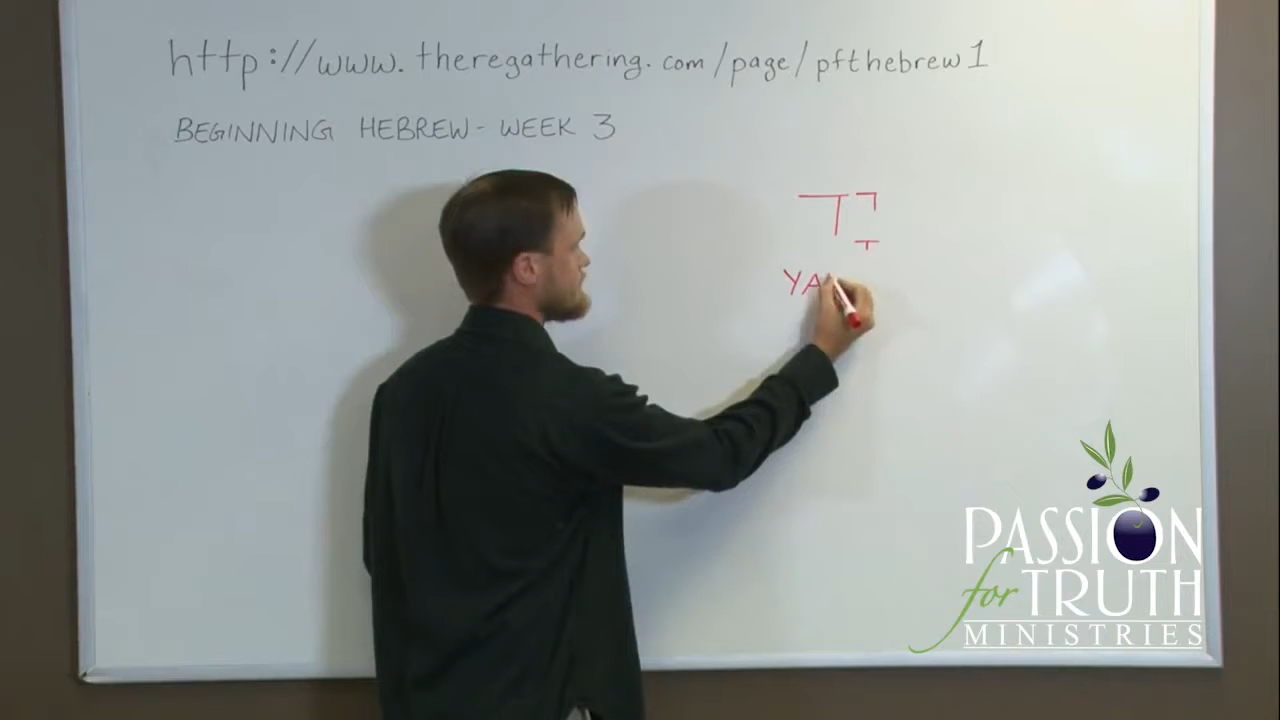 http://www.theregathering.com/page/pfthebrew1
BEGINNING HEBREW - WEEK 3
יָד
YA
PASSION
for TRUTH
MINISTRIES